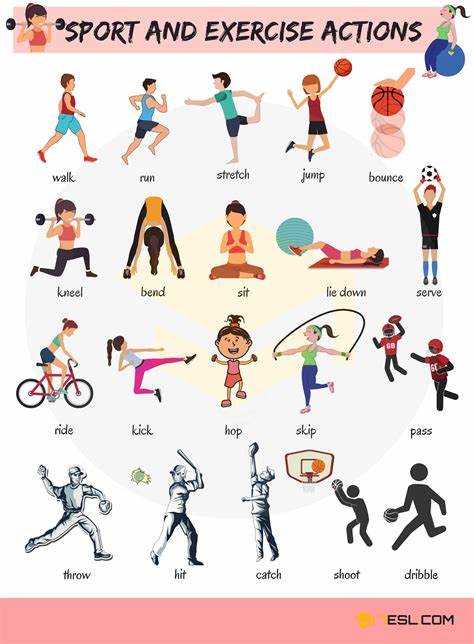 SPORT AND EXERCISE ACTIONS
walk run stretch jump bounce
kneel bend sit lie down serve
ride kick hop skip pass
throw hit catch shoot dribble
7ESL.COM